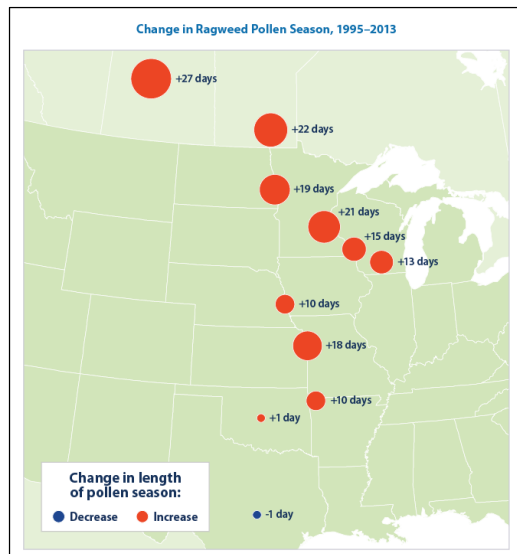 Change in Ragweed Pollen Season, 1995–2013
+27 days
+22 days
+19 days
+21 days
+15 days
+13 days
+10 days
+18 days
+10 days
+1 day
-1 day
Change in length
of pollen season:
Decrease Increase